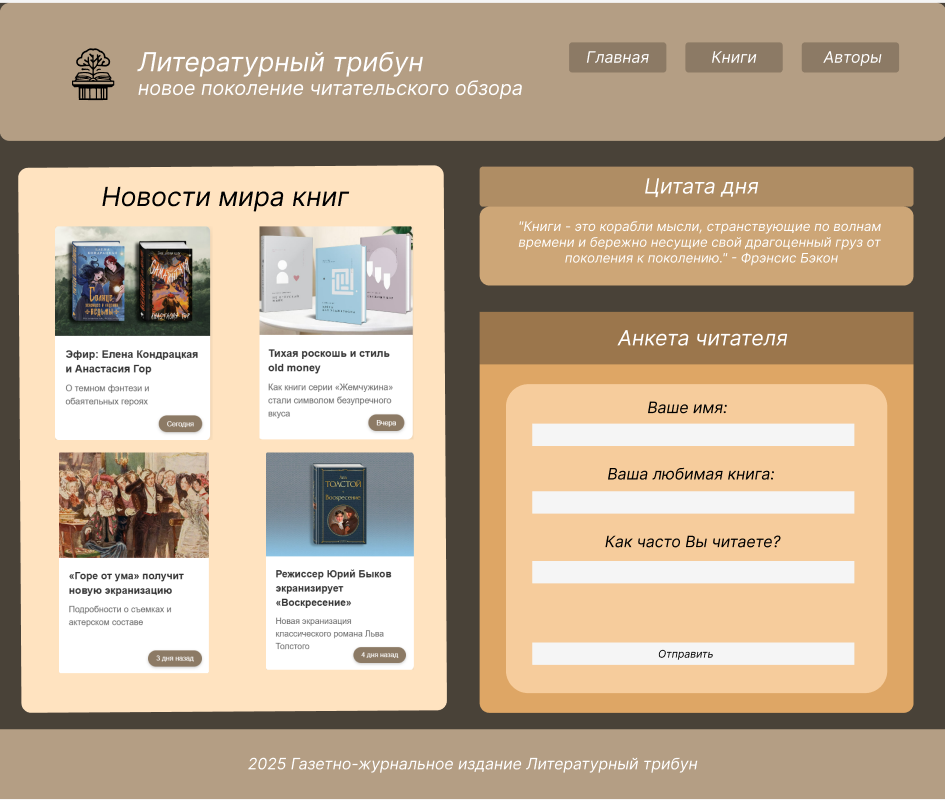 Литературный трибун
новое поколение читательского обзора
Главная
Книги
Авторы
Новости мира книг
Эфир: Елена Кондрацкая
и Анастасия Гор
О темном фэнтези и
обаятельных героях
Сегодня
Тихая роскошь и стиль
old money
Как книги серии «Жемчужина»
стали символом безупречного
вкуса
Вчера
«Горе от ума» получит
новую экранизацию
Подробности о съемках и
актерском составе
3 дня назад
ТОЛСТОЙ
Воскресение
Режиссер Юрий Быков
экранизирует
«Воскресение»
Новая экранизация
классического романа Льва
Толстого
4 дня назад
Цитата дня
"Книги - это корабли мысли, странствующие по волнам
времени и бережно несущие свой драгоценный груз от
поколения к поколению." - Фрэнсис Бэкон
Анкета читателя
Ваше имя:
Ваша любимая книга:
Как часто Вы читаете?
Отправить
2025 Газетно-журнальное издание Литературный трибун